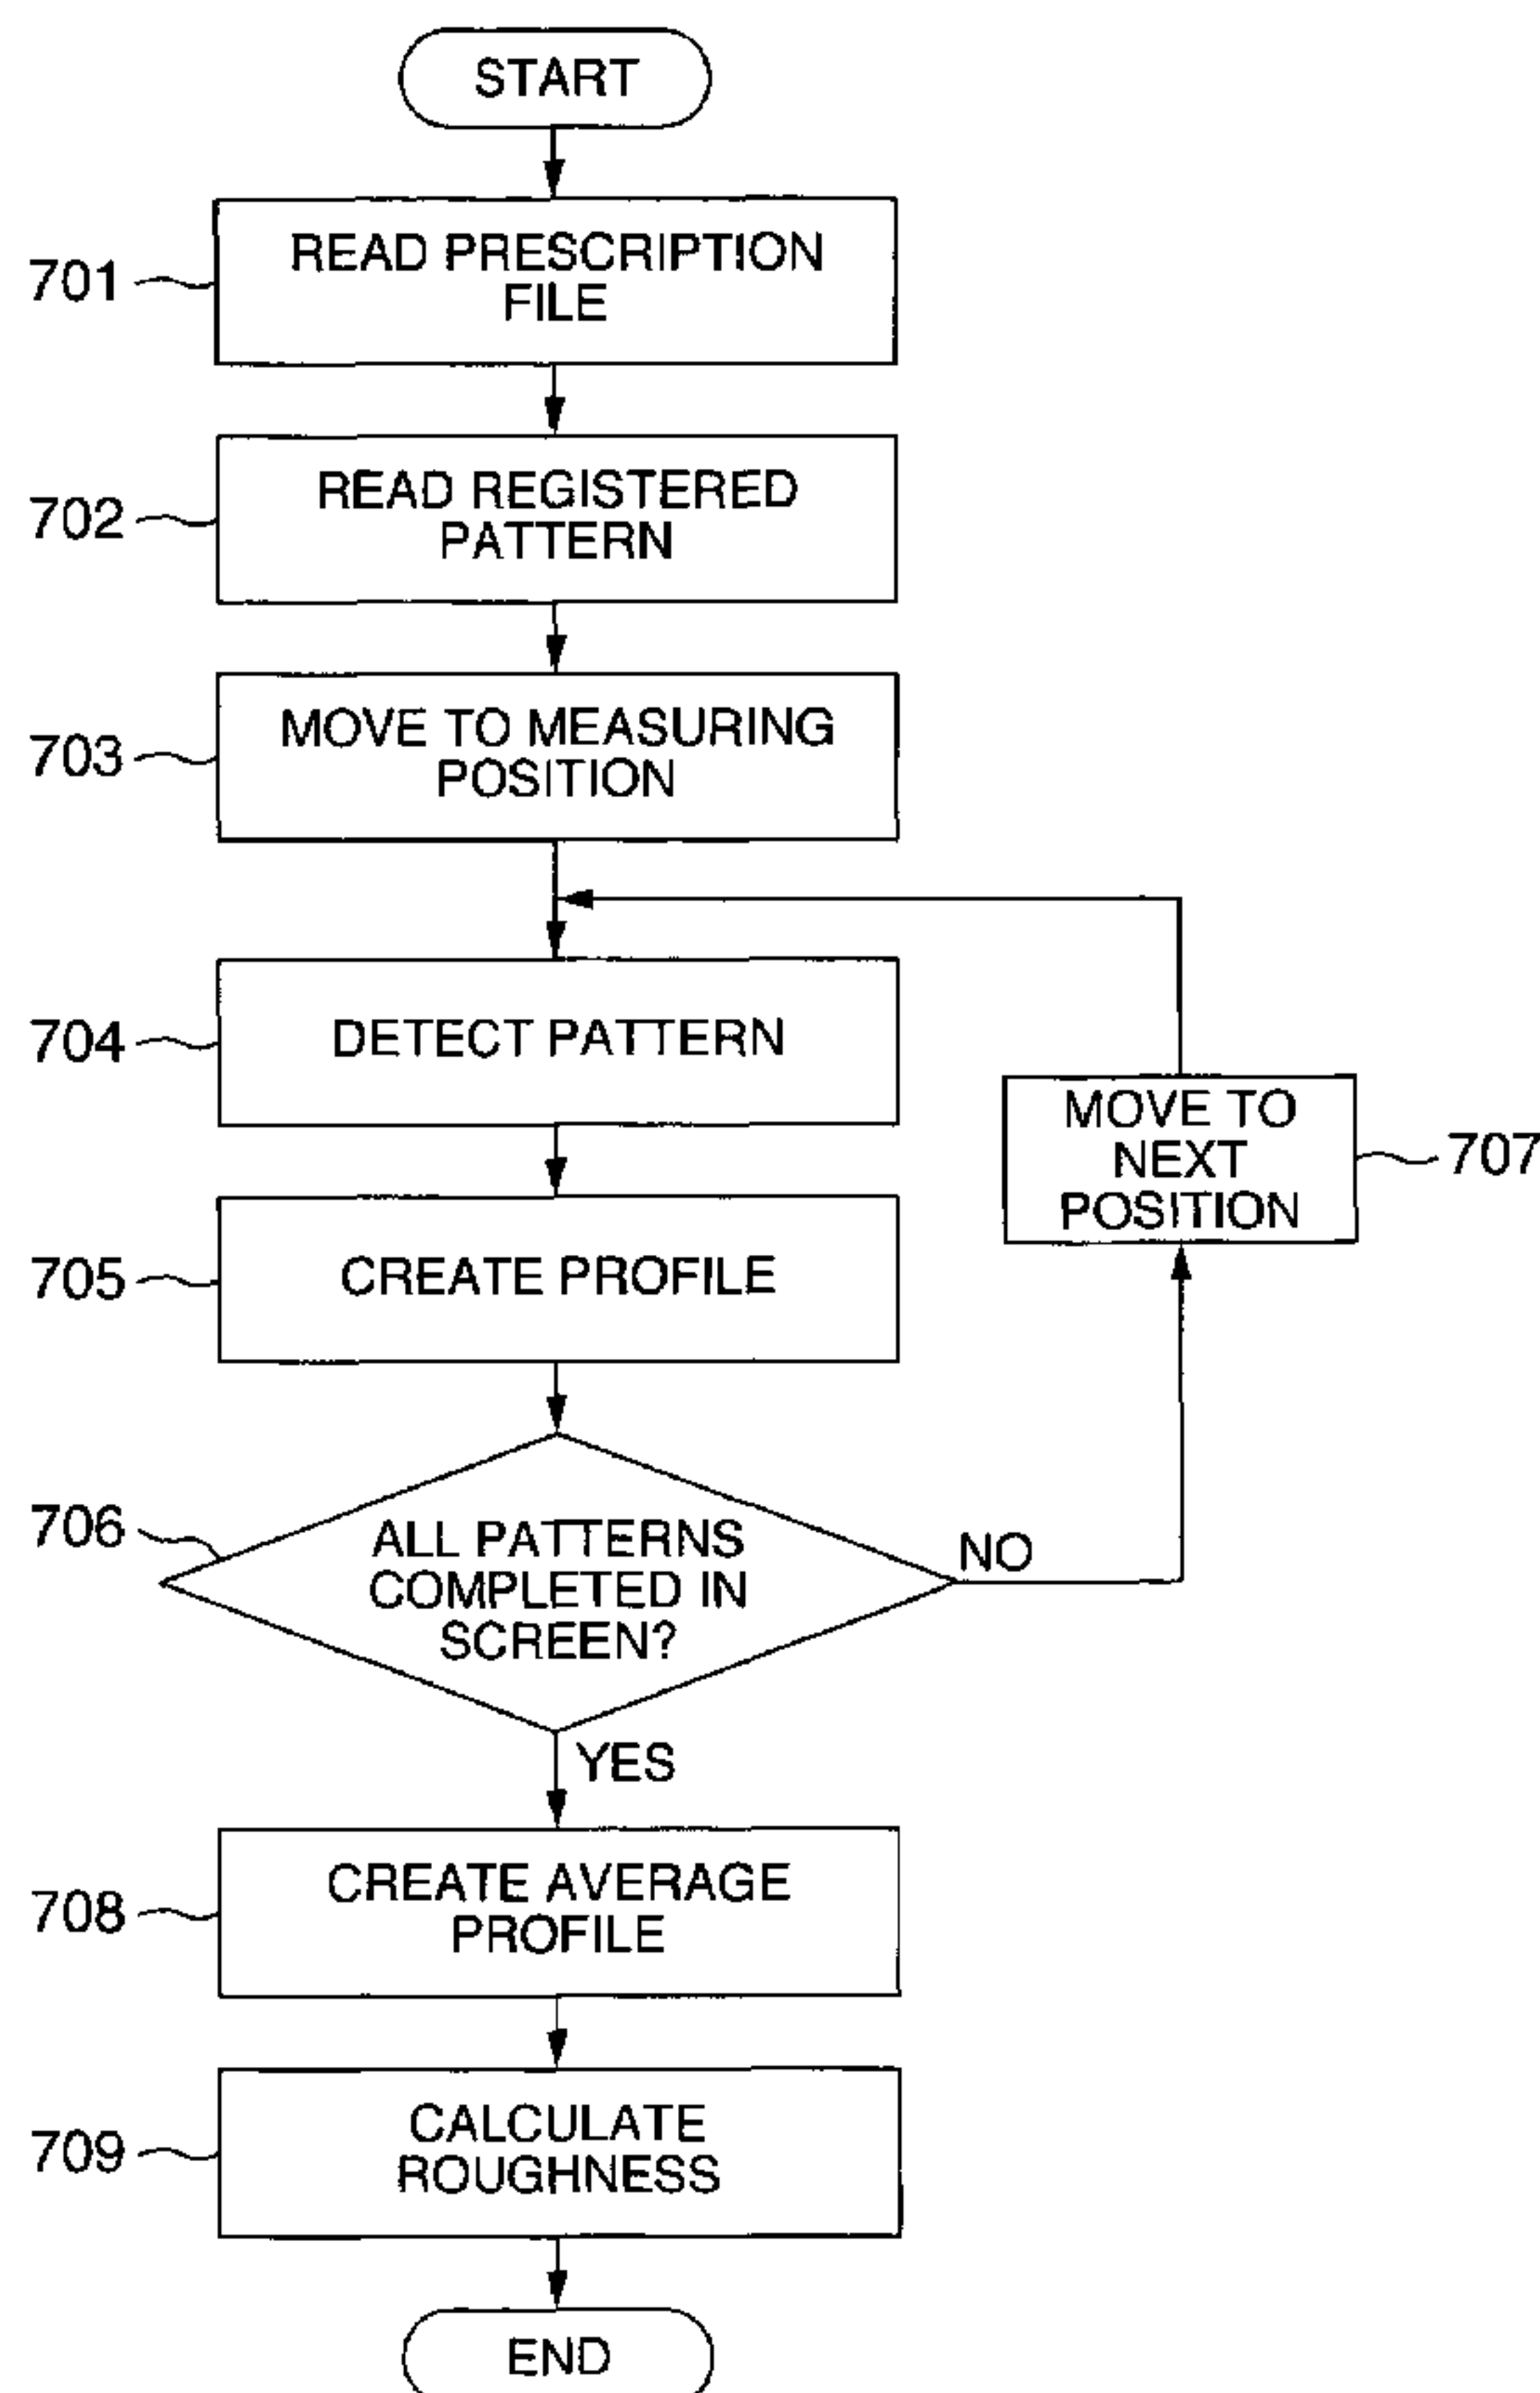 START
701
READ PRESCRIPTION
FILE
702
READ REGISTERED
PATTERN
703
MOVE TO MEASURING
POSITION
704
DETECT PATTERN
MOVE TO
NEXT
POSITION
707
705
CREATE PROFILE
706
ALL PATTERNS
COMPLETED IN
SCREEN?
NO
YES
708
CREATE AVERAGE
PROFILE
709
CALCULATE
ROUGHNESS
END